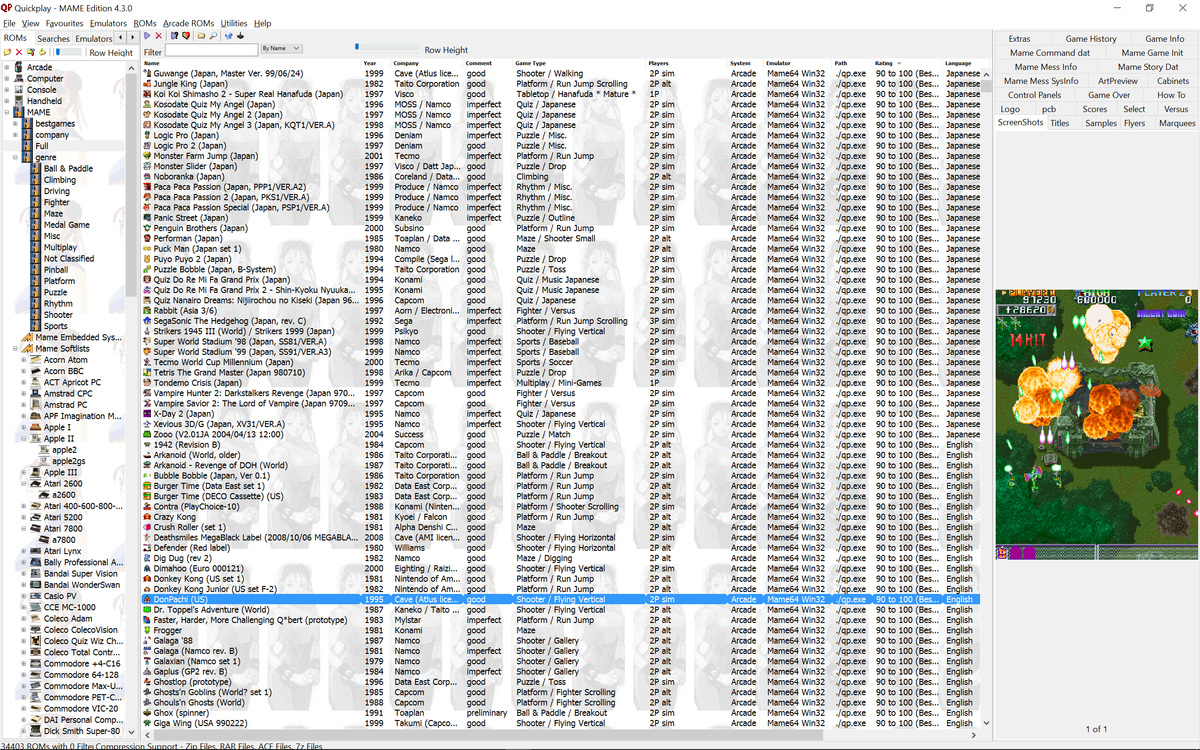 QP Quickplay - MAME Edition 4.3.0
File View Favourites Emulators ROMs Arcade ROMs Utilities Help
ROMs Searches Emulators
Row Height
Filter By Name Row Height
Arcade
Computer
Console
Handheld
MAME
bestgames
company
Full
genre
Ball & Paddle
Climbing
Driving
Fighter
Maze
Medal Game
Misc
Multiplay
Not Classified
Pinball
Platform
Puzzle
Rhythm
Shooter
Sports
Mame Embedded Sys...
Mame Softlists
Acorn Atom
Acorn BBC
ACT Apricot PC
Amstrad CPC
Amstrad PC
APF Imagination M...
Apple I
Apple II
apple2
apple2gs
Apple III
Atari 2600
a2600
Atari 400-600-800-...
Atari 5200
Atari 7800
a7800
Atari Lynx
Bally Professional A...
Bandai Super Vision
Bandai WonderSwan
Casio PV
CCE MC-1000
Coleco Adam
Coleco ColecoVision
Coleco Quiz Wiz Ch...
Coleco Total Contr...
Commodore +4-C16
Commodore 64-128
Commodore Max-U...
Commodore PET-C...
Commodore VIC-20
DAI Personal Comp...
Dick Smith Super-80
Name Year Company Comment Game Type Players System Emulator Path Rating Language
Guwange (Japan, Master Ver. 99/06/24) 1999 Cave (Atlus lice... good Shooter / Walking 2P sim Arcade Mame64 Win32 ./qp.exe 90 to 100 (Bes... Japanese
Jungle King (Japan) 1982 Taito Corporation good Platform / Run Jump Scrolling 2P alt Arcade Mame64 Win32 ./qp.exe 90 to 100 (Bes... Japanese
Koi Koi Shimasho 2 - Super Real Hanafuda (Japan) 1997 Visco good Tabletop / Hanafuda * Mature * 1P Arcade Mame64 Win32 ./qp.exe 90 to 100 (Bes... Japanese
Kosodate Quiz My Angel (Japan) 1996 MOSS / Namco imperfect Quiz / Japanese 2P sim Arcade Mame64 Win32 ./qp.exe 90 to 100 (Bes... Japanese
Kosodate Quiz My Angel 2 (Japan) 1997 MOSS / Namco imperfect Quiz / Japanese 2P sim Arcade Mame64 Win32 ./qp.exe 90 to 100 (Bes... Japanese
Kosodate Quiz My Angel 3 (Japan, KQT1/VER.A) 1998 MOSS / Namco imperfect Quiz / Japanese 2P sim Arcade Mame64 Win32 ./qp.exe 90 to 100 (Bes... Japanese
Logic Pro (Japan) 1996 Deniam imperfect Puzzle / Misc. 2P sim Arcade Mame64 Win32 ./qp.exe 90 to 100 (Bes... Japanese
Logic Pro 2 (Japan) 1997 Deniam imperfect Puzzle / Misc. 2P sim Arcade Mame64 Win32 ./qp.exe 90 to 100 (Bes... Japanese
Monster Farm Jump (Japan) 2001 Tecmo imperfect Platform / Run Jump Arcade Mame64 Win32 ./qp.exe 90 to 100 (Bes... Japanese
Monster Slider (Japan) 1997 Visco / Datt Jap... good Puzzle / Drop 2P sim Arcade Mame64 Win32 ./qp.exe 90 to 100 (Bes... Japanese
Noboranka (Japan) 1986 Coreland / Data... good Climbing 2P alt Arcade Mame64 Win32 ./qp.exe 90 to 100 (Bes... Japanese
Paca Paca Passion (Japan, PPP1/VER.A2) 1999 Produce / Namco imperfect Rhythm / Misc. 2P sim Arcade Mame64 Win32 ./qp.exe 90 to 100 (Bes... Japanese
Paca Paca Passion 2 (Japan, PKS1/VER.A) 1999 Produce / Namco imperfect Rhythm / Misc. 2P sim Arcade Mame64 Win32 ./qp.exe 90 to 100 (Bes... Japanese
Paca Paca Passion Special (Japan, PSP1/VER.A) 1999 Produce / Namco imperfect Rhythm / Misc. 2P sim Arcade Mame64 Win32 ./qp.exe 90 to 100 (Bes... Japanese
Panic Street (Japan) 1999 Kaneko imperfect Puzzle / Outline Arcade Mame64 Win32 ./qp.exe 90 to 100 (Bes... Japanese
Penguin Brothers (Japan) 2000 Subsino good Platform / Run Jump 2P sim Arcade Mame64 Win32 ./qp.exe 90 to 100 (Bes... Japanese
Performan (Japan) 1985 Toaplan / Data ... good Maze / Shooter Small 2P alt Arcade Mame64 Win32 ./qp.exe 90 to 100 (Bes... Japanese
Puck Man (Japan set 1) 1980 Namco good Maze 2P alt Arcade Mame64 Win32 ./qp.exe 90 to 100 (Bes... Japanese
Puyo Puyo 2 (Japan) 1994 Compile (Sega l... good Puzzle / Drop 2P sim Arcade Mame64 Win32 ./qp.exe 90 to 100 (Bes... Japanese
Puzzle Bobble (Japan, B-System) 1994 Taito Corporation good Puzzle / Toss 2P sim Arcade Mame64 Win32 ./qp.exe 90 to 100 (Bes... Japanese
Quiz Do Re Mi Fa Grand Prix (Japan) 1994 Konami good Quiz / Music Japanese 2P sim Arcade Mame64 Win32 ./qp.exe 90 to 100 (Bes... Japanese
Quiz Do Re Mi Fa Grand Prix 2 - Shin-Kyoku Nyuuka... 1995 Konami good Quiz / Music Japanese 2P sim Arcade Mame64 Win32 ./qp.exe 90 to 100 (Bes... Japanese
Quiz Nanairo Dreams: Nijiirochou no Kiseki (Japan 96... 1996 Capcom good Quiz / Japanese 2P sim Arcade Mame64 Win32 ./qp.exe 90 to 100 (Bes... Japanese
Rabbit (Asia 3/6) 1997 Aorn / Electroni... imperfect Fighter / Versus 2P sim Arcade Mame64 Win32 ./qp.exe 90 to 100 (Bes... Japanese
SegaSonic The Hedgehog (Japan, rev. C) 1992 Sega imperfect Platform / Run Jump Scrolling Arcade Mame64 Win32 ./qp.exe 90 to 100 (Bes... Japanese
Strikers 1945 III (World) / Strikers 1999 (Japan) 1999 Psikyo good Shooter / Flying Vertical 2P sim Arcade Mame64 Win32 ./qp.exe 90 to 100 (Bes... Japanese
Super World Stadium '98 (Japan, SS81/VER.A) 1998 Namco imperfect Sports / Baseball 2P sim Arcade Mame64 Win32 ./qp.exe 90 to 100 (Bes... Japanese
Super World Stadium '99 (Japan, SS91/VER.A3) 1999 Namco imperfect Sports / Baseball 2P sim Arcade Mame64 Win32 ./qp.exe 90 to 100 (Bes... Japanese
Tecmo World Cup Millennium (Japan) 2000 Tecmo imperfect Sports / Soccer 2P alt Arcade Mame64 Win32 ./qp.exe 90 to 100 (Bes... Japanese
Tetris The Grand Master (Japan 980710) 1998 Arika / Capcom imperfect Puzzle / Drop 2P sim Arcade Mame64 Win32 ./qp.exe 90 to 100 (Bes... Japanese
Tondemo Crisis (Japan) 1999 Tecmo imperfect Multiplay / Mini-Games 1P Arcade Mame64 Win32 ./qp.exe 90 to 100 (Bes... Japanese
Vampire Hunter 2: Darkstalkers Revenge (Japan 970... 1997 Capcom good Fighter / Versus 2P sim Arcade Mame64 Win32 ./qp.exe 90 to 100 (Bes... Japanese
Vampire Savior 2: The Lord of Vampire (Japan 9709... 1997 Capcom good Fighter / Versus 2P sim Arcade Mame64 Win32 ./qp.exe 90 to 100 (Bes... Japanese
X-Day 2 (Japan) 1995 Namco imperfect Quiz / Japanese 2P alt Arcade Mame64 Win32 ./qp.exe 90 to 100 (Bes... Japanese
Xevious 3D/G (Japan, XV31/VER.A) 1995 Namco imperfect Shooter / Flying Vertical 2P sim Arcade Mame64 Win32 ./qp.exe 90 to 100 (Bes... Japanese
Zooo (V2.01JA 2004/04/13 12:00) 2004 Success good Puzzle / Match 2P sim Arcade Mame64 Win32 ./qp.exe 90 to 100 (Bes... Japanese
1942 (Revision B) 1984 Capcom good Shooter / Flying Vertical 2P alt Arcade Mame64 Win32 ./qp.exe 90 to 100 (Bes... English
Arkanoid (World, older) 1986 Taito Corporati... good Ball & Paddle / Breakout 2P alt Arcade Mame64 Win32 ./qp.exe 90 to 100 (Bes... English
Arkanoid - Revenge of DOH (World) 1987 Taito Corporati... good Ball & Paddle / Breakout 2P alt Arcade Mame64 Win32 ./qp.exe 90 to 100 (Bes... English
Bubble Bobble (Japan, Ver 0.1) 1986 Taito Corporation good Platform / Run Jump 2P sim Arcade Mame64 Win32 ./qp.exe 90 to 100 (Bes... English
Burger Time (Data East set 1) 1982 Data East Corp... good Platform / Run Jump 2P alt Arcade Mame64 Win32 ./qp.exe 90 to 100 (Bes... English
Burger Time (DECO Cassette) (US) 1983 Data East Corp... good Platform / Run Jump 2P alt Arcade Mame64 Win32 ./qp.exe 90 to 100 (Bes... English
Contra (PlayChoice-10) 1988 Konami (Ninten... good Platform / Shooter Scrolling 2P sim Arcade Mame64 Win32 ./qp.exe 90 to 100 (Bes... English
Crazy Kong 1981 Kyoei / Falcon good Platform / Run Jump 2P alt Arcade Mame64 Win32 ./qp.exe 90 to 100 (Bes... English
Crush Roller (set 1) 1981 Alpha Denshi C... good Maze 2P alt Arcade Mame64 Win32 ./qp.exe 90 to 100 (Bes... English
Deathsmiles MegaBlack Label (2008/10/06 MEGABLA... 2008 Cave (AMI licen... good Shooter / Flying Horizontal 2P sim Arcade Mame64 Win32 ./qp.exe 90 to 100 (Bes... English
Defender (Red label) 1980 Williams good Shooter / Flying Horizontal 2P alt Arcade Mame64 Win32 ./qp.exe 90 to 100 (Bes... English
Dig Dug (rev 2) 1982 Namco good Maze / Digging 2P alt Arcade Mame64 Win32 ./qp.exe 90 to 100 (Bes... English
Dimahoo (Euro 000121) 2000 Eighting / Raizi... good Shooter / Flying Vertical 2P sim Arcade Mame64 Win32 ./qp.exe 90 to 100 (Bes... English
Donkey Kong (US set 1) 1981 Nintendo of Am... good Platform / Run Jump 2P alt Arcade Mame64 Win32 ./qp.exe 90 to 100 (Bes... English
Donkey Kong Junior (US set F-2) 1982 Nintendo of Am... good Platform / Run Jump 2P alt Arcade Mame64 Win32 ./qp.exe 90 to 100 (Bes... English
DonPachi (US) 1995 Cave (Atlus lice... good Shooter / Flying Vertical 2P sim Arcade Mame64 Win32 ./qp.exe 90 to 100 (Bes... English
Dr. Toppel's Adventure (World) 1987 Kaneko / Taito ... good Shooter / Flying Vertical 2P alt Arcade Mame64 Win32 ./qp.exe 90 to 100 (Bes... English
Faster, Harder, More Challenging Q*bert (prototype) 1983 Mylstar imperfect Platform / Run Jump 2P alt Arcade Mame64 Win32 ./qp.exe 90 to 100 (Bes... English
Frogger 1981 Konami good Maze 2P alt Arcade Mame64 Win32 ./qp.exe 90 to 100 (Bes... English
Galaga '88 1987 Namco good Shooter / Gallery 2P alt Arcade Mame64 Win32 ./qp.exe 90 to 100 (Bes... English
Galaga (Namco rev. B) 1981 Namco imperfect Shooter / Gallery 2P alt Arcade Mame64 Win32 ./qp.exe 90 to 100 (Bes... English
Galaxian (Namco set 1) 1979 Namco good Shooter / Gallery 2P alt Arcade Mame64 Win32 ./qp.exe 90 to 100 (Bes... English
Gaplus (GP2 rev. B) 1984 Namco imperfect Shooter / Gallery 2P alt Arcade Mame64 Win32 ./qp.exe 90 to 100 (Bes... English
Ghostlop (prototype) 1996 Data East Corp... good Puzzle / Toss 2P sim Arcade Mame64 Win32 ./qp.exe 90 to 100 (Bes... English
Ghosts'n Goblins (World? set 1) 1985 Capcom good Platform / Fighter Scrolling 2P alt Arcade Mame64 Win32 ./qp.exe 90 to 100 (Bes... English
Ghouls'n Ghosts (World) 1988 Capcom good Platform / Fighter Scrolling 2P alt Arcade Mame64 Win32 ./qp.exe 90 to 100 (Bes... English
Ghox (spinner) 1991 Toaplan preliminary Ball & Paddle / Breakout 2P sim Arcade Mame64 Win32 ./qp.exe 90 to 100 (Bes... English
Giga Wing (USA 990222) 1999 Takumi (Capco... good Shooter / Flying Vertical 2P sim Arcade Mame64 Win32 ./qp.exe 90 to 100 (Bes... English
Extras Game History Game Info
Mame Command dat Mame Game Init
Mame Mess Info Mame Story Dat
Mame Mess SysInfo ArtPreview Cabinets
Control Panels Game Over How To
Logo pcb Scores Select Versus
ScreenShots Titles Samples Flyers Marquees
PLAYER 1 HIGH PLAYER 2
97230 600000 0
+26620
INSERT COIN
14 HIT
1 of 1
34403 ROMs with 0 Filter Compression Support - Zip Files, RAR Files, ACE Files, 7z Files